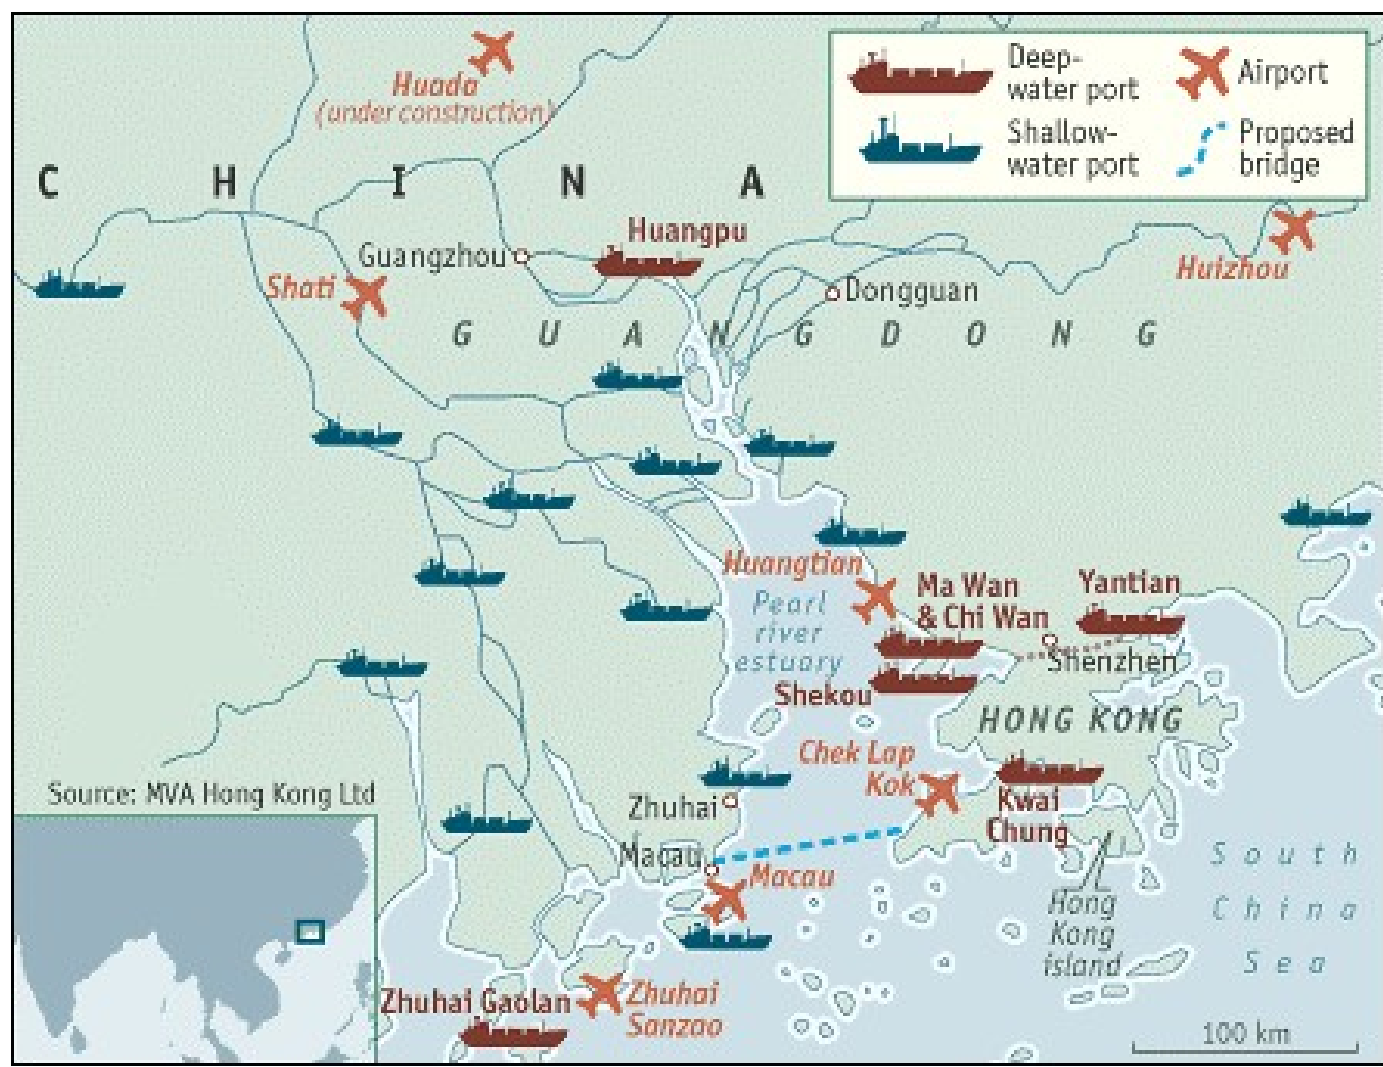 Huada
(under construction)
Deep-
water port
Airport
Shallow-
water port
Proposed
bridge
C H I N A
Huangpu
Guangzhou
Shati
Huizhou
Dongguan
G U A N G D O N G
Huangtian
Pearl
river
estuary
Ma Wan
& Chi Wan
Yantian
Shenzhen
Shekou
HONG KONG
Chek Lap
Kok
Kwai
Chung
Source: MVA Hong Kong Ltd
Zhuhai
Macau
Macau
Hong
Kong
island
South
China
Sea
Zhuhai Gaolan
Zhuhai
Sanzao
100 km